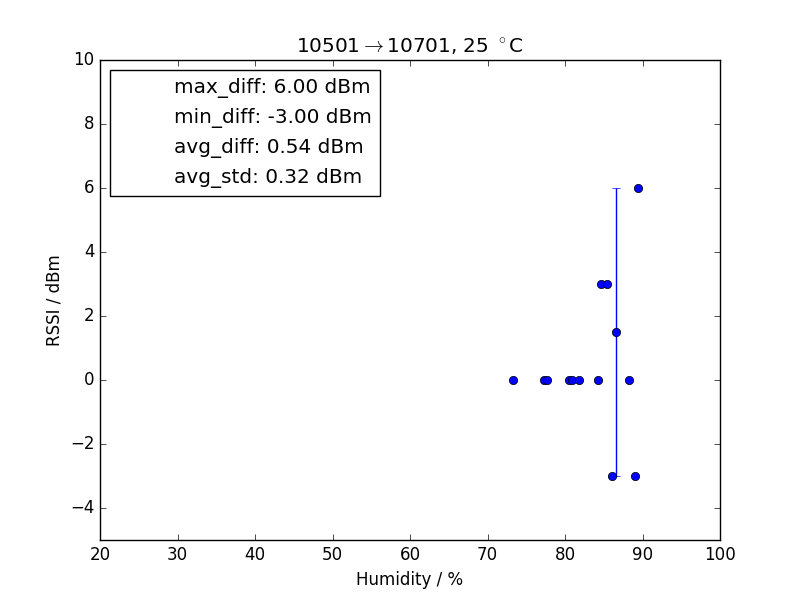 10501→10701, 25 °C
max_diff: 6.00 dBm
min_diff: -3.00 dBm
avg_diff: 0.54 dBm
avg_std: 0.32 dBm
10
8
6
4
2
0
−2
−4
RSSI / dBm
20 30 40 50 60 70 80 90 100
Humidity / %